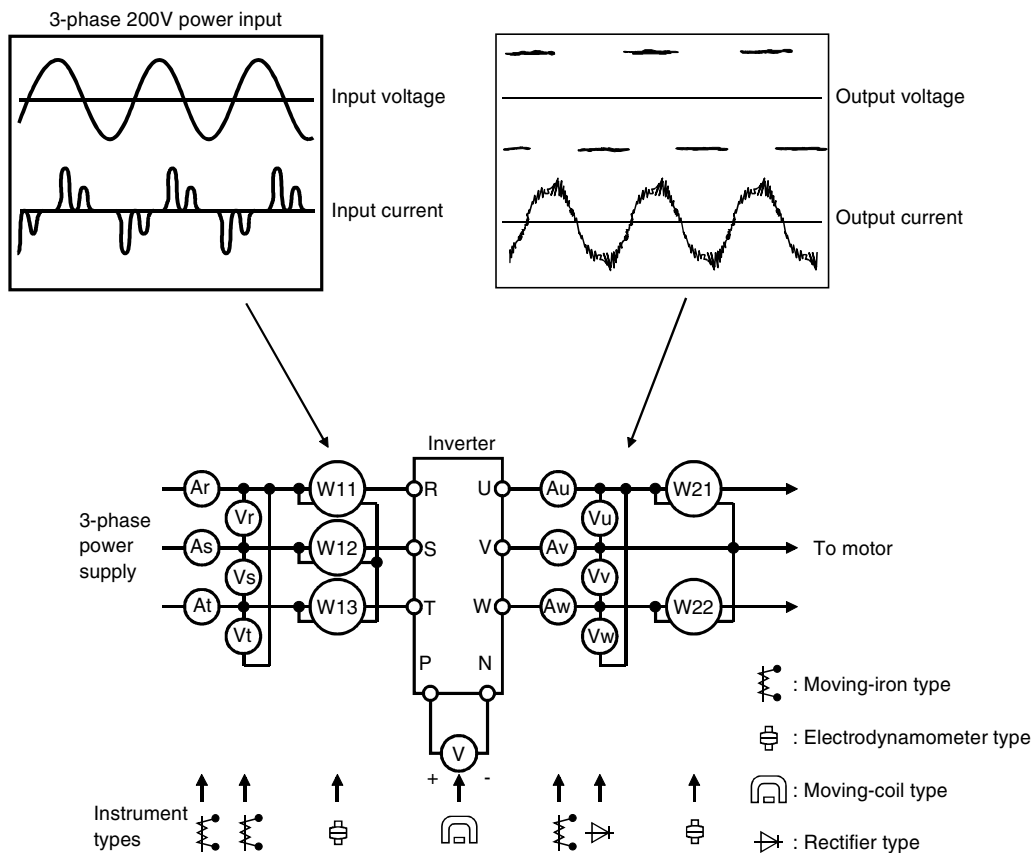 3-phase 200V power input
Input voltage
Input current
Output voltage
Output current
Inverter
Ar
W11
R
U
Au
W21
Vr
Vu
3-phase
power
supply
As
W12
S
V
Av
To motor
Vs
Vv
At
W13
T
W
Aw
W22
Vt
Vw
P
N
V
+
-
: Moving-iron type
: Electrodynamometer type
: Moving-coil type
: Rectifier type
Instrument
types